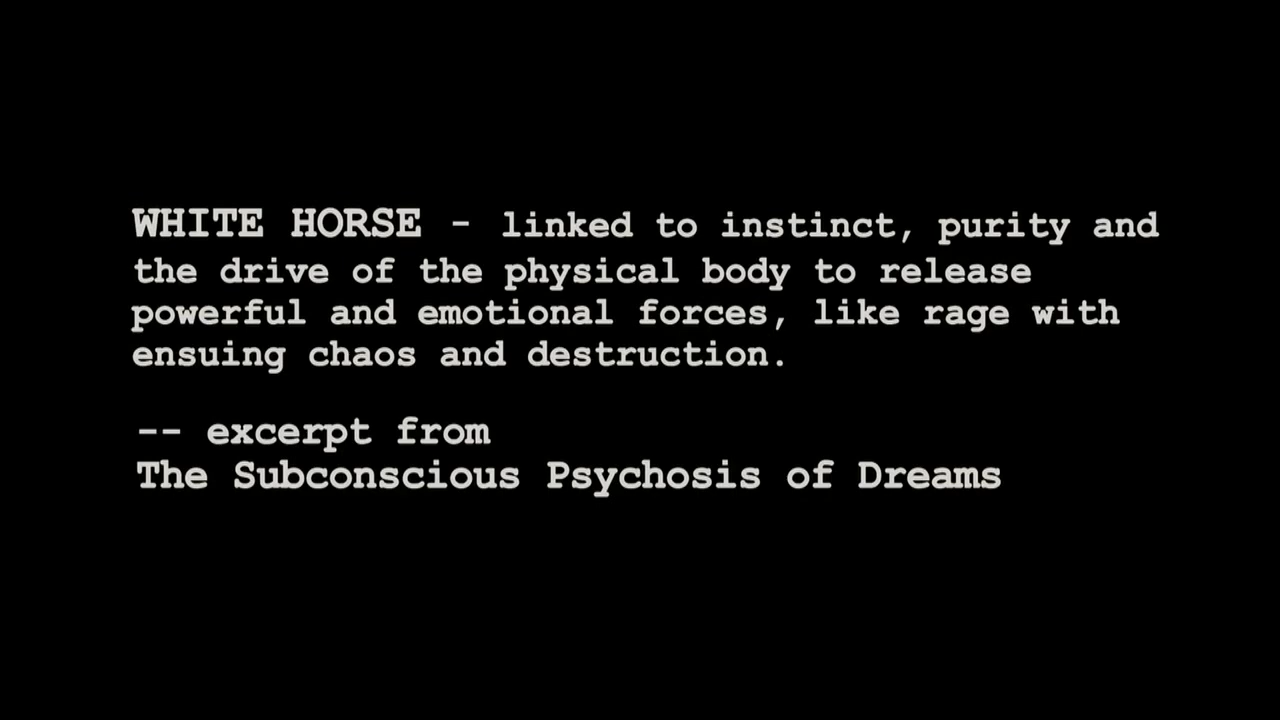 WHITE HORSE - linked to instinct, purity and
the drive of the physical body to release
powerful and emotional forces, like rage with
ensuing chaos and destruction.
-- excerpt from
The Subconscious Psychosis of Dreams